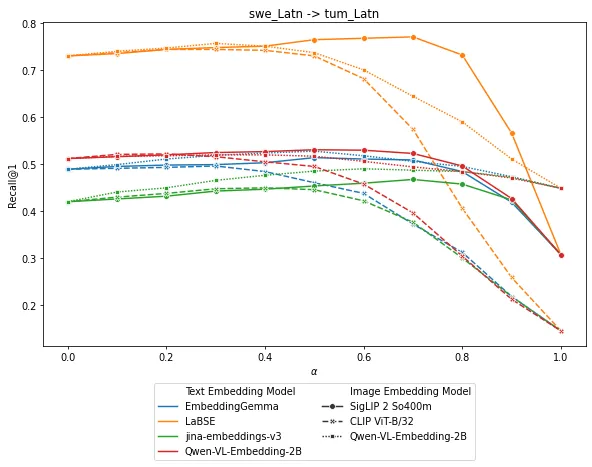 swe_Latn -> tum_Latn
0.8
0.7
0.6
0.5
0.4
0.3
0.2
Recall@1
0.0 0.2 0.4 0.6 0.8 1.0
α
Text Embedding Model Image Embedding Model
EmbeddingGemma SigLIP 2 So400m
LaBSE CLIP ViT-B/32
jina-embeddings-v3 Qwen-VL-Embedding-2B
Qwen-VL-Embedding-2B